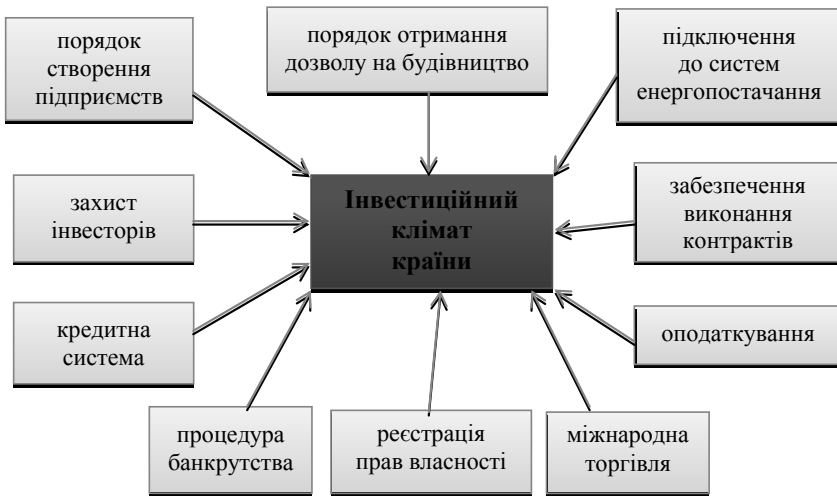 порядок
створення
підприємств
порядок отримання
дозволу на будівництво
підключення
до систем
енергопостачання
захист
інвесторів
Інвестиційний
клімат
країни
забезпечення
виконання
контрактів
кредитна
система
оподаткування
процедура
банкрутства
реєстрація
прав власності
міжнародна
торгівля